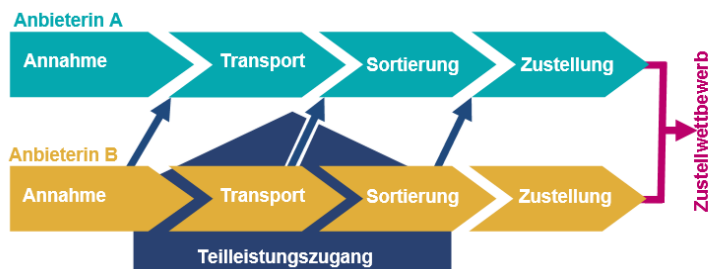 Anbieterin A
Annahme Transport Sortierung Zustellung
Zustellwettbewerb
Anbieterin B
Annahme Transport Sortierung Zustellung
Teilleistungszugang